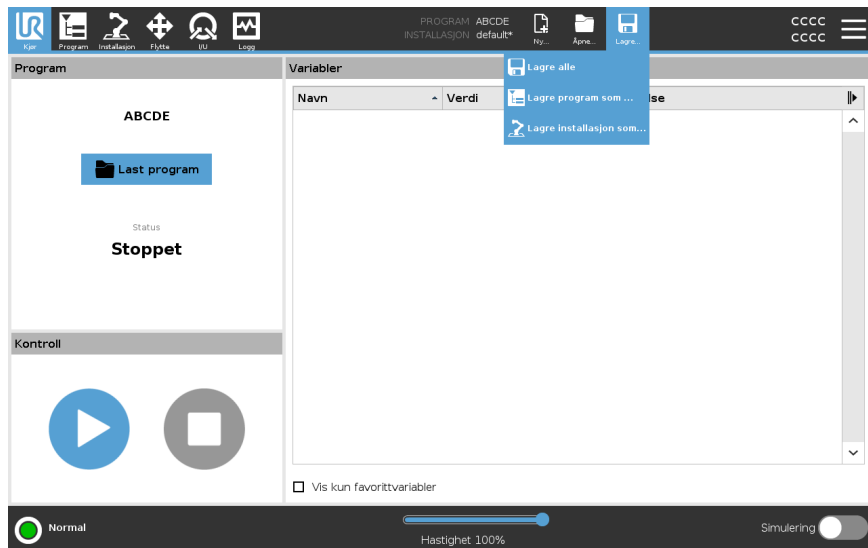 UR
PROGRAM ABCDE
INSTALLASJON default*
CCCC
CCCC
Kjør Program Installasjon Flytte I/U Logg Ny... Åpne... Lagre...
Program
Variabler
Lagre alle
Navn Verdi lse
Lagre program som ...
Lagre installasjon som...
ABCDE
Last program
Status
Stoppet
Kontroll
Vis kun favorittvariabler
Normal
Hastighet 100%
Simulering